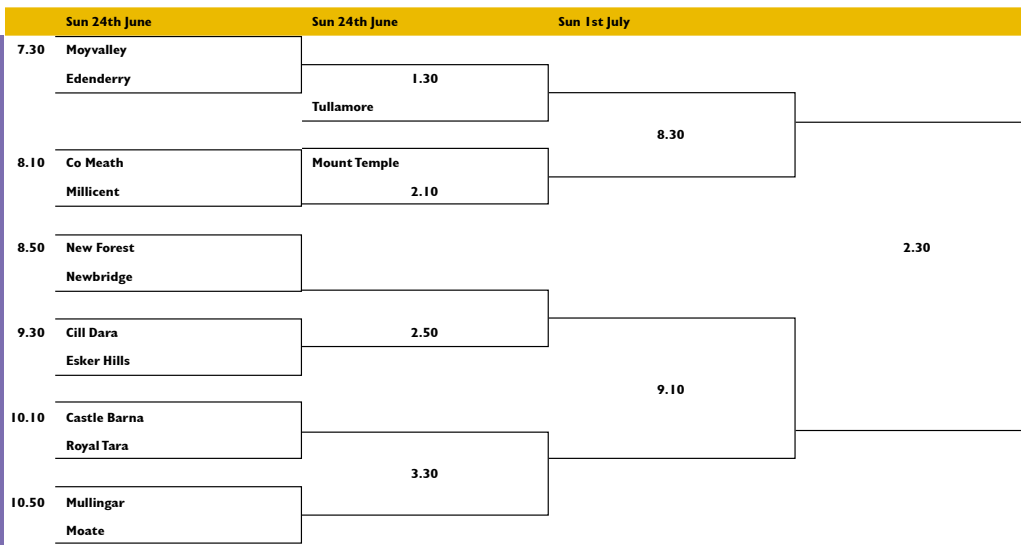 Sun 24th June Sun 24th June Sun 1st July
7.30 Moyvalley
Edenderry 1.30
Tullamore
8.30
8.10 Co Meath Mount Temple
Millicent 2.10
8.50 New Forest 2.30
Newbridge
9.30 Cill Dara 2.50
Esker Hills
9.10
10.10 Castle Barna
Royal Tara
3.30
10.50 Mullingar
Moate